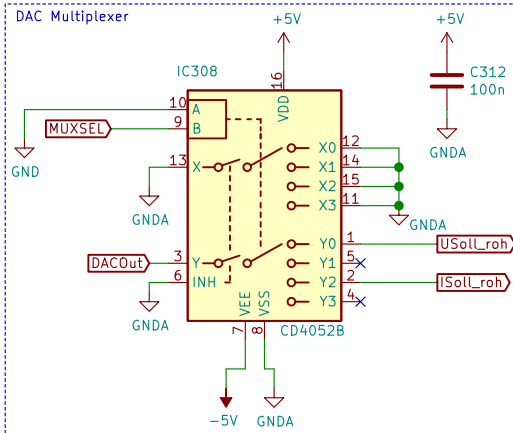 DAC Multiplexer
+5V
+5V
IC308
16
VDD
C312
100n
10
A
MUXSEL
9
B
GND
GNDA
12
X0
13
X
14
X1
15
X2
11
X3
GNDA
GNDA
1
Y0
USoll_roh
DACOut
3
Y
5
Y1
6
INH
2
Y2
ISoll_roh
4
Y3
GNDA
VEE
VSS
7
8
CD4052B
-5V
GNDA